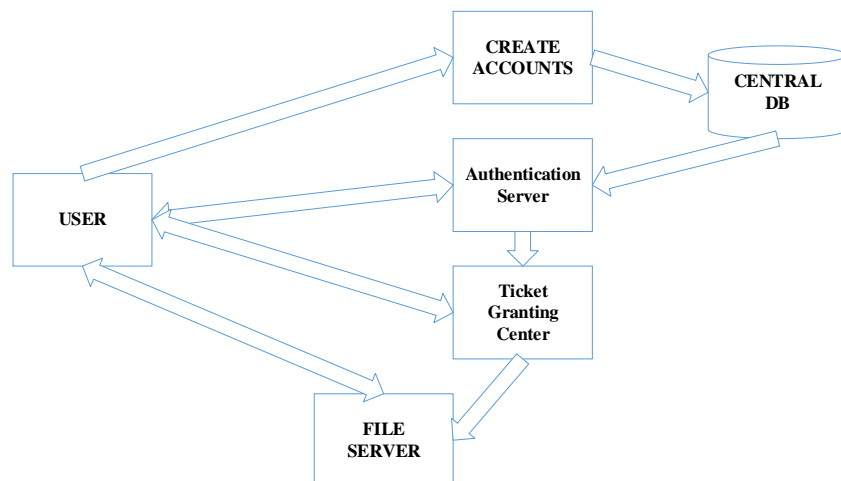 CREATE
ACCOUNTS
CENTRAL
DB
Authentication
Server
USER
Ticket
Granting
Center
FILE
SERVER